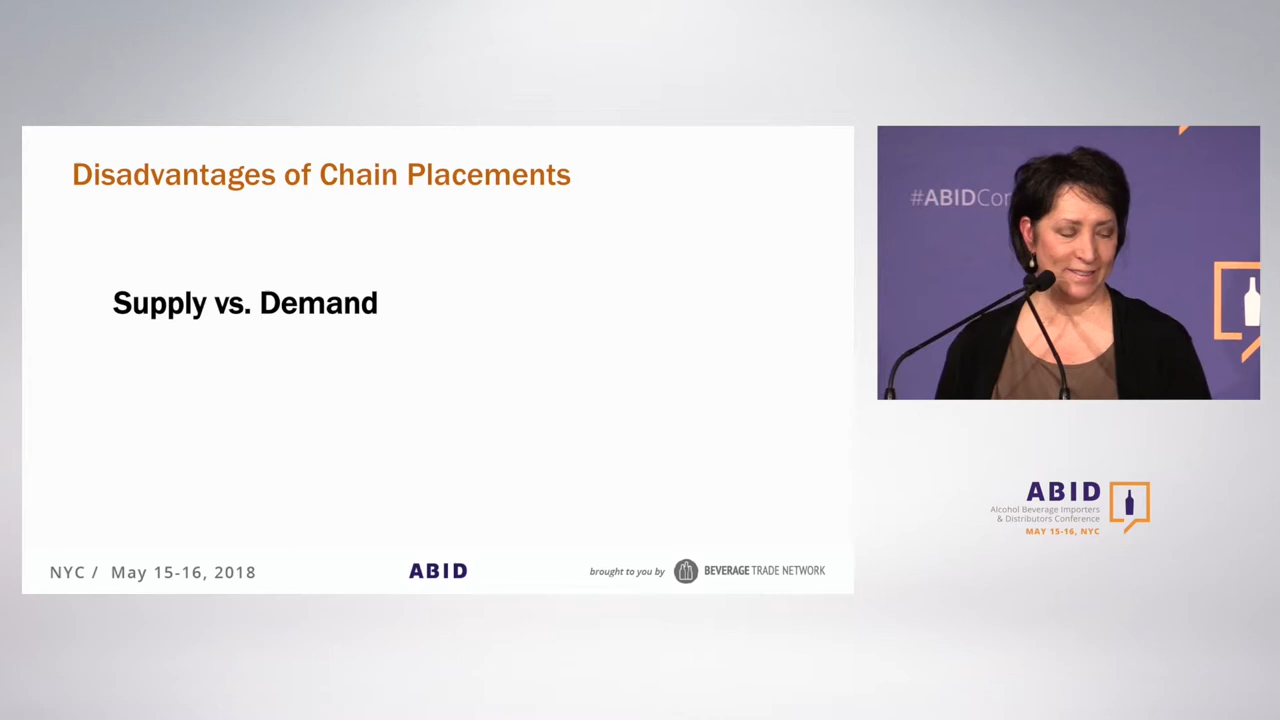 Disadvantages of Chain Placements
Supply vs. Demand
NYC / May 15-16, 2018
ABID
brought to you by
BEVERAGE TRADE NETWORK
#ABIDCon
ABID
Alcohol Beverage Importers
& Distributors Conference
MAY 15-16, NYC